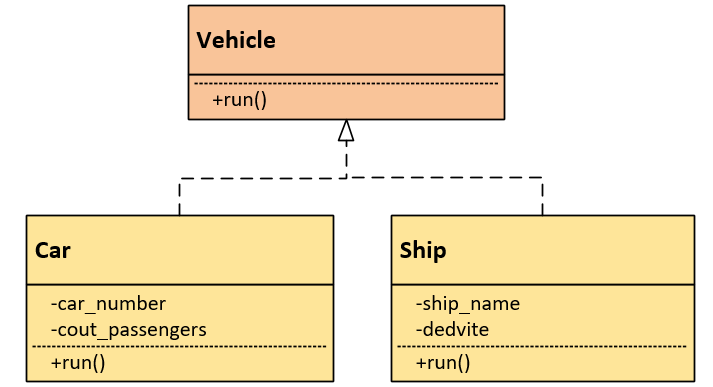 Vehicle
+run()
Car
-car_number
-cout_passengers
+run()
Ship
-ship_name
-dedvite
+run()